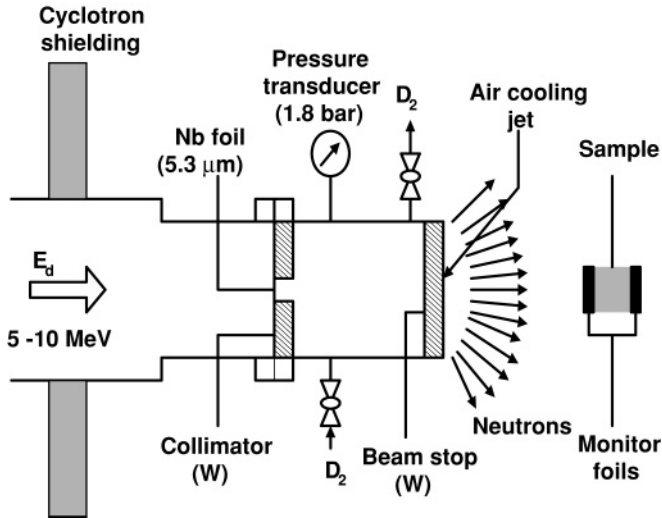 Cyclotron
shielding
Pressure
transducer
(1.8 bar)
D2
Air cooling
jet
Nb foil
(5.3 μm)
Sample
Ed
5 -10 MeV
Collimator
(W)
D2
Beam stop
(W)
Neutrons
Monitor
foils